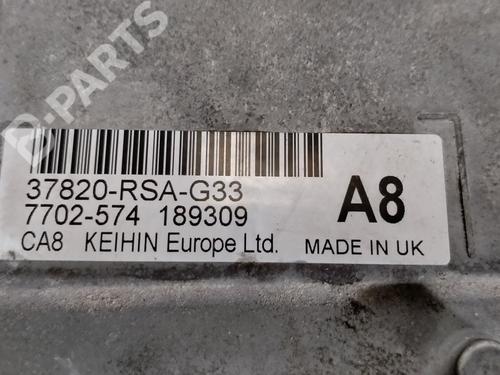 B-PARTS
37820-RSA-G33
7702-574 189309
A8
CA8 KEIHIN Europe Ltd. MADE IN UK